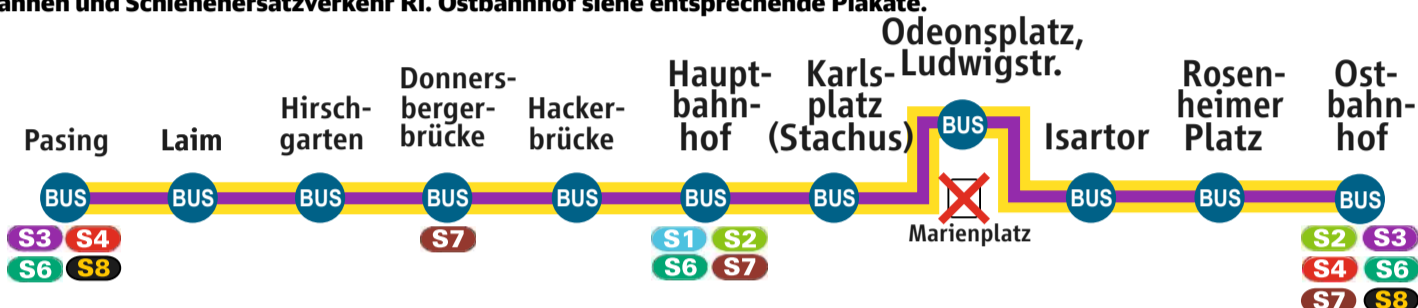 ahnen und Schienenersatzverkehr Ri. Ostbahnhof siehe entsprechende Plakate.
Pasing
BUS
S3 S4
S6 S8
Laim
BUS
Hirsch-
garten
BUS
Donners-
berger-
brücke
BUS
S7
Hacker-
brücke
BUS
Haupt-
bahn-
hof
BUS
S1 S2
S6 S7
Karls-
platz
(Stachus)
BUS
Odeonsplatz,
Ludwigstr.
BUS
Marienplatz
Isartor
BUS
Rosen-
heimer
Platz
BUS
Ost-
bahn-
hof
BUS
S2 S3
S4 S6
S7 S8